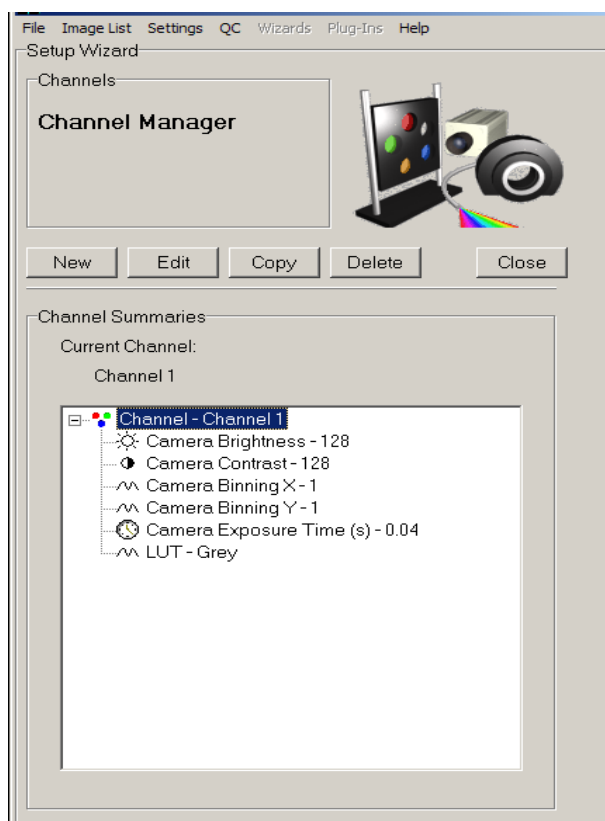 File Image List Settings QC Wizards Plug-Ins Help
Setup Wizard
Channels
Channel Manager
New Edit Copy Delete Close
Channel Summaries
Current Channel:
Channel 1
Channel - Channel 1
Camera Brightness - 128
Camera Contrast - 128
Camera Binning X - 1
Camera Binning Y - 1
Camera Exposure Time (s) - 0.04
LUT - Grey